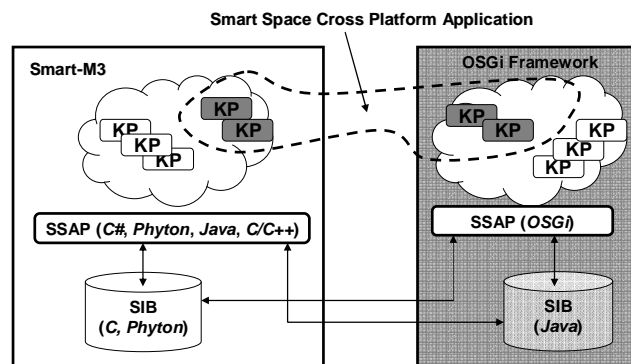 Smart Space Cross Platform Application
Smart-M3
KP
KP
KP
KP
KP
SSAP (C#, Phyton, Java, C/C++)
SIB
(C, Phyton)
OSGi Framework
KP
KP
KP
KP
KP
SSAP (OSGi)
SIB
(Java)